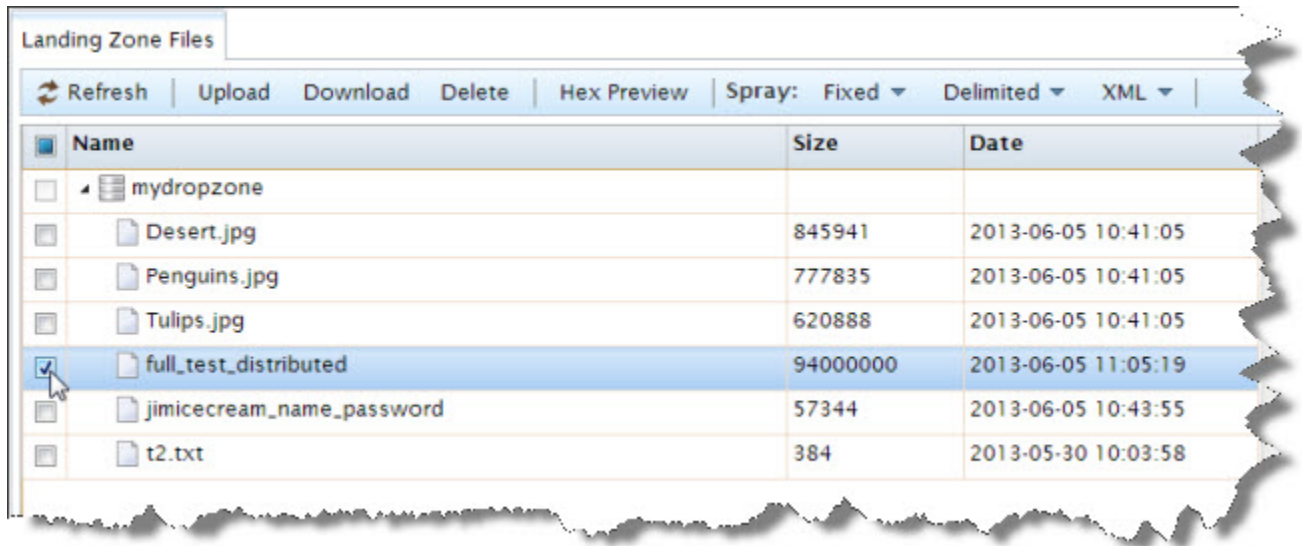 Landing Zone Files
Refresh Upload Download Delete Hex Preview Spray: Fixed Delimited XML
Name Size Date
mydropzone
Desert.jpg 845941 2013-06-05 10:41:05
Penguins.jpg 777835 2013-06-05 10:41:05
Tulips.jpg 620888 2013-06-05 10:41:05
full_test_distributed 94000000 2013-06-05 11:05:19
jimicecream_name_password 57344 2013-06-05 10:43:55
t2.txt 384 2013-05-30 10:03:58